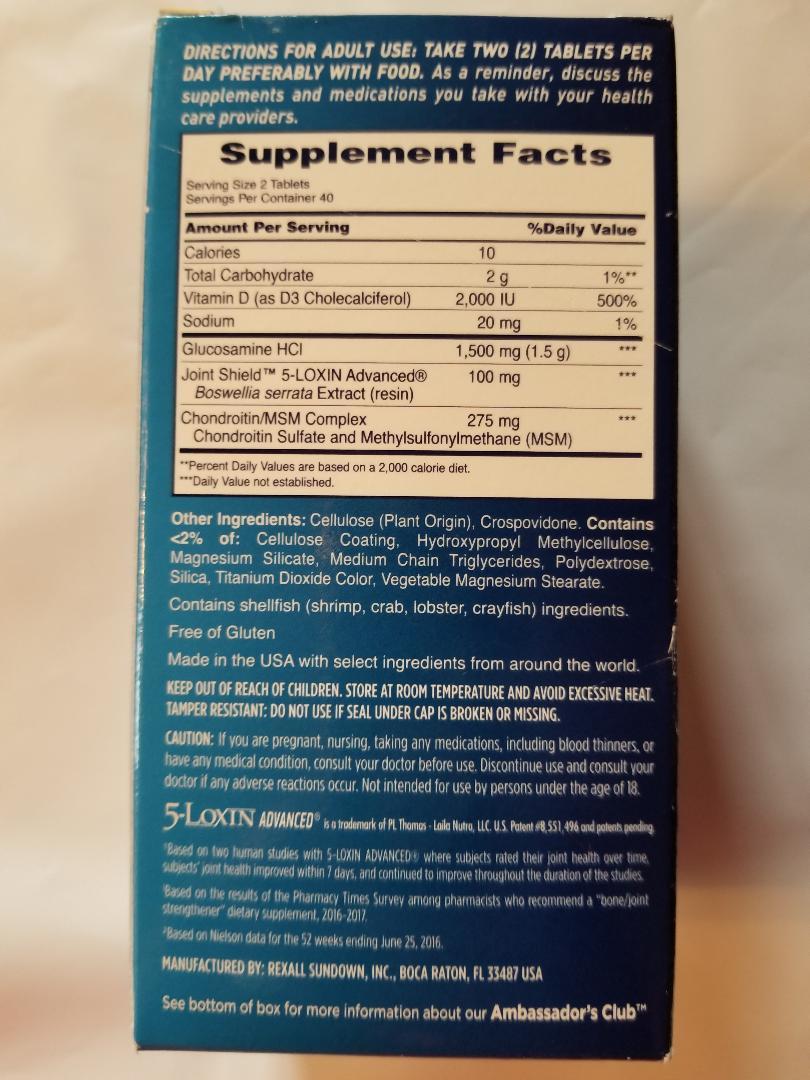 DIRECTIONS FOR ADULT USE: TAKE TWO (2) TABLETS PER
DAY PREFERABLY WITH FOOD. As a reminder, discuss the
supplements and medications you take with your health
care providers.
Supplement Facts
Serving Size 2 Tablets
Servings Per Container 40
Amount Per Serving %Daily Value
Calories 10
Total Carbohydrate 2 g 1%**
Vitamin D (as D3 Cholecalciferol) 2,000 IU 500%
Sodium 20 mg 1%
Glucosamine HCl 1,500 mg (1.5 g) ***
Joint Shield™ 5-LOXIN Advanced® 100 mg ***
Boswellia serrata Extract (resin)
Chondroitin/MSM Complex 275 mg ***
Chondroitin Sulfate and Methylsulfonylmethane (MSM)
**Percent Daily Values are based on a 2,000 calorie diet.
***Daily Value not established.
Other Ingredients: Cellulose (Plant Origin), Crospovidone. Contains
<2% of: Cellulose Coating, Hydroxypropyl Methylcellulose,
Magnesium Silicate, Medium Chain Triglycerides, Polydextrose,
Silica, Titanium Dioxide Color, Vegetable Magnesium Stearate.
Contains shellfish (shrimp, crab, lobster, crayfish) ingredients.
Free of Gluten
Made in the USA with select ingredients from around the world.
KEEP OUT OF REACH OF CHILDREN. STORE AT ROOM TEMPERATURE AND AVOID EXCESSIVE HEAT.
TAMPER RESISTANT: DO NOT USE IF SEAL UNDER CAP IS BROKEN OR MISSING.
CAUTION: If you are pregnant, nursing, taking any medications, including blood thinners, or
have any medical condition, consult your doctor before use. Discontinue use and consult your
doctor if any adverse reactions occur. Not intended for use by persons under the age of 18.
5-LOXIN ADVANCED® is a trademark of PL Thomas - Laila Nutra, LLC. U.S. Patent #8,551,496 and patents pending.
¹Based on two human studies with 5-LOXIN ADVANCED® where subjects rated their joint health over time,
subjects' joint health improved within 7 days, and continued to improve throughout the duration of the studies.
Based on the results of the Pharmacy Times Survey among pharmacists who recommend a "bone/joint
strengthener" dietary supplement, 2016-2017.
²Based on Nielson data for the 52 weeks ending June 25, 2016.
MANUFACTURED BY: REXALL SUNDOWN, INC., BOCA RATON, FL 33487 USA
See bottom of box for more information about our Ambassador's Club™